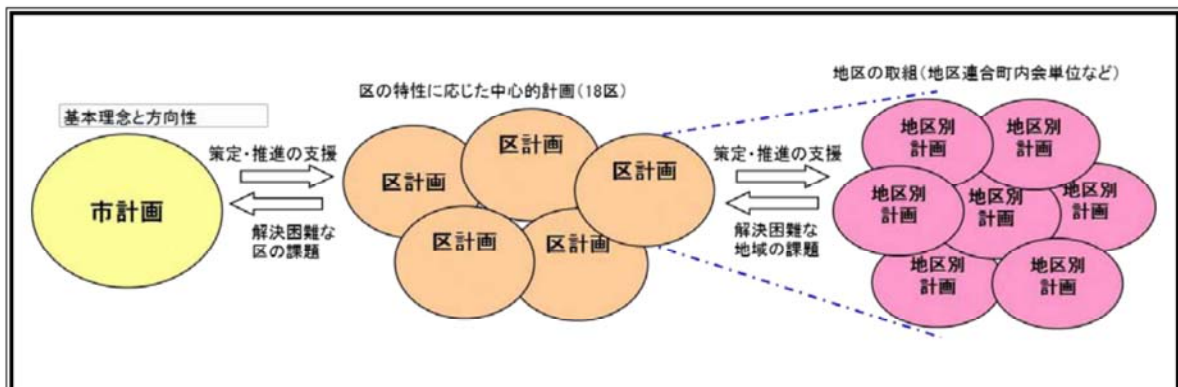 基本理念と方向性
市計画
策定・推進の支援
解決困難な
区の課題
区の特性に応じた中心的計画(18区)
区計画
区計画
区計画
区計画
区計画
策定・推進の支援
解決困難な
地域の課題
地区の取組(地区連合町内会単位など)
地区別
計画
地区別
計画
地区別
計画
地区別
計画
地区別
計画
地区別
計画
地区別
計画